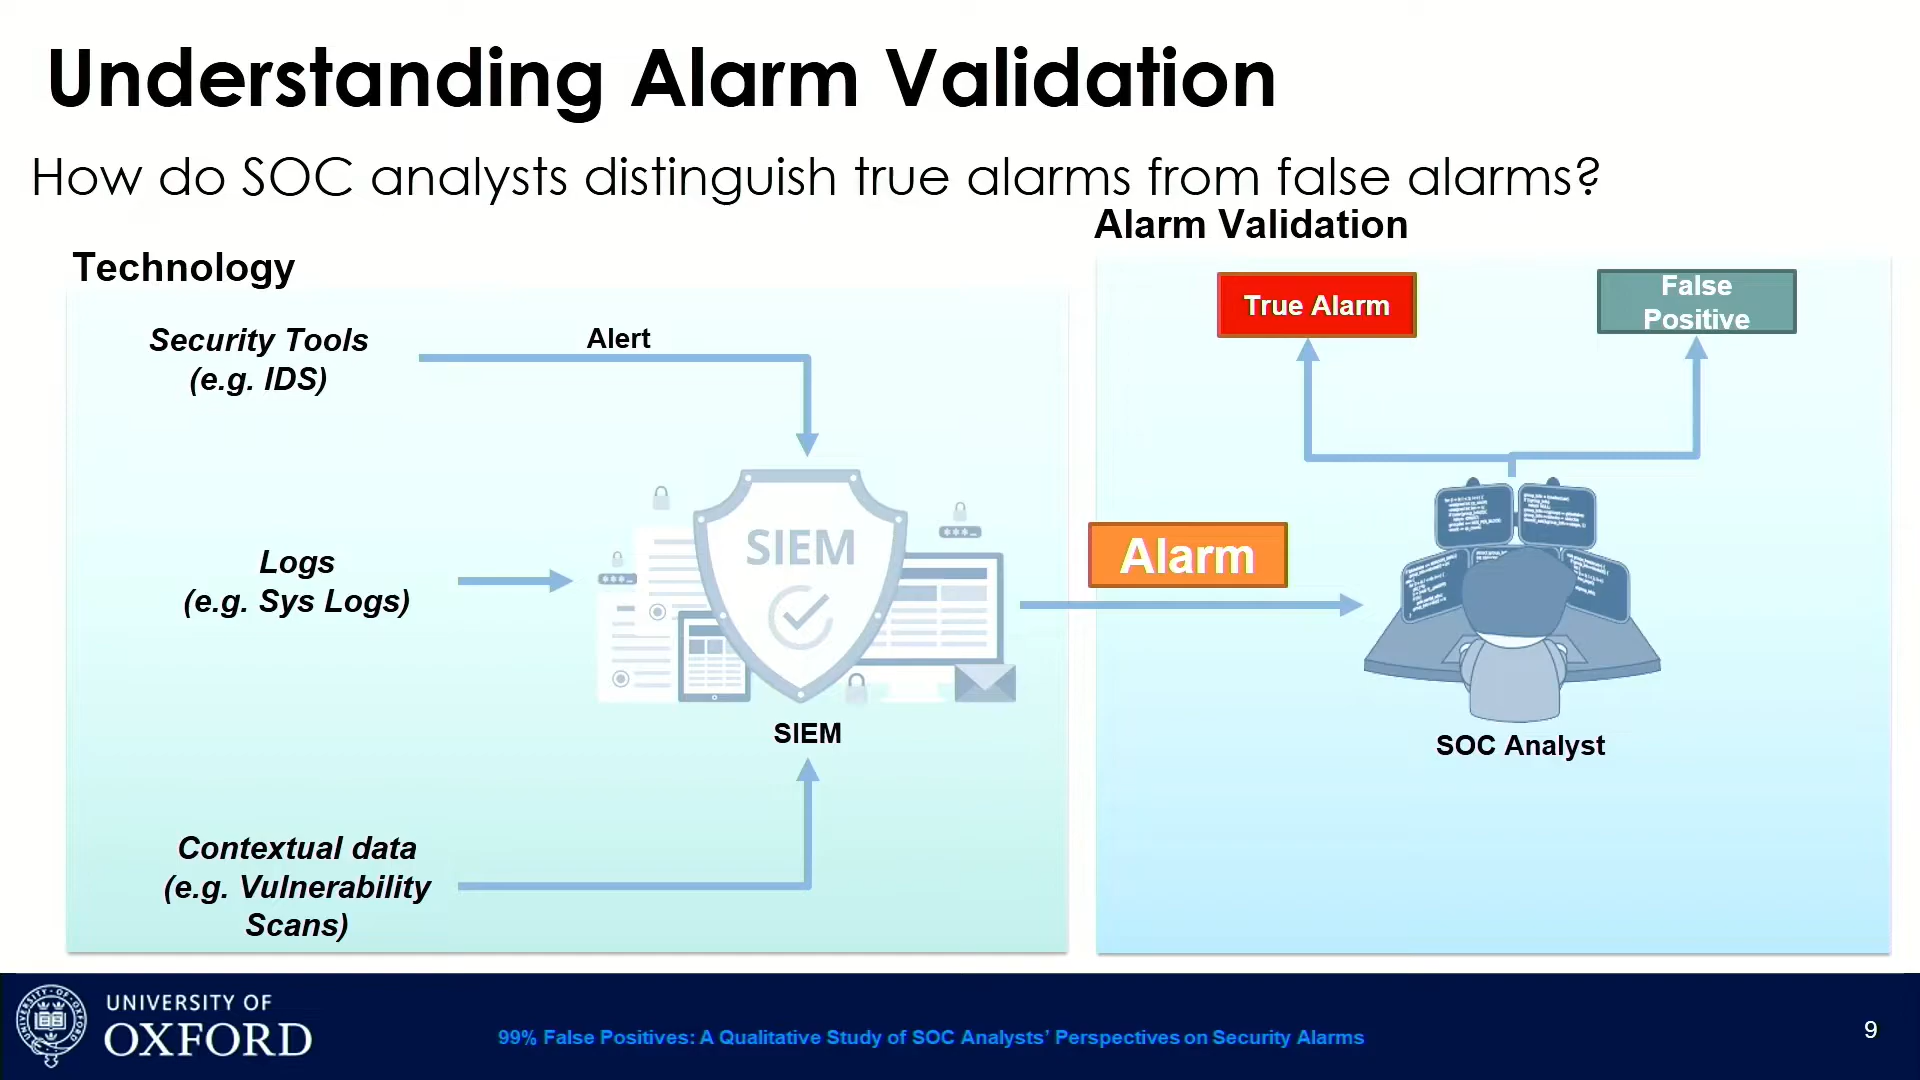 Understanding Alarm Validation
How do SOC analysts distinguish true alarms from false alarms?
Technology
Security Tools
(e.g. IDS)
Alert
Logs
(e.g. Sys Logs)
SIEM
SIEM
Contextual data
(e.g. Vulnerability
Scans)
Alarm Validation
True Alarm
False
Positive
Alarm
SOC Analyst
UNIVERSITY OF
OXFORD
99% False Positives: A Qualitative Study of SOC Analysts' Perspectives on Security Alarms
9